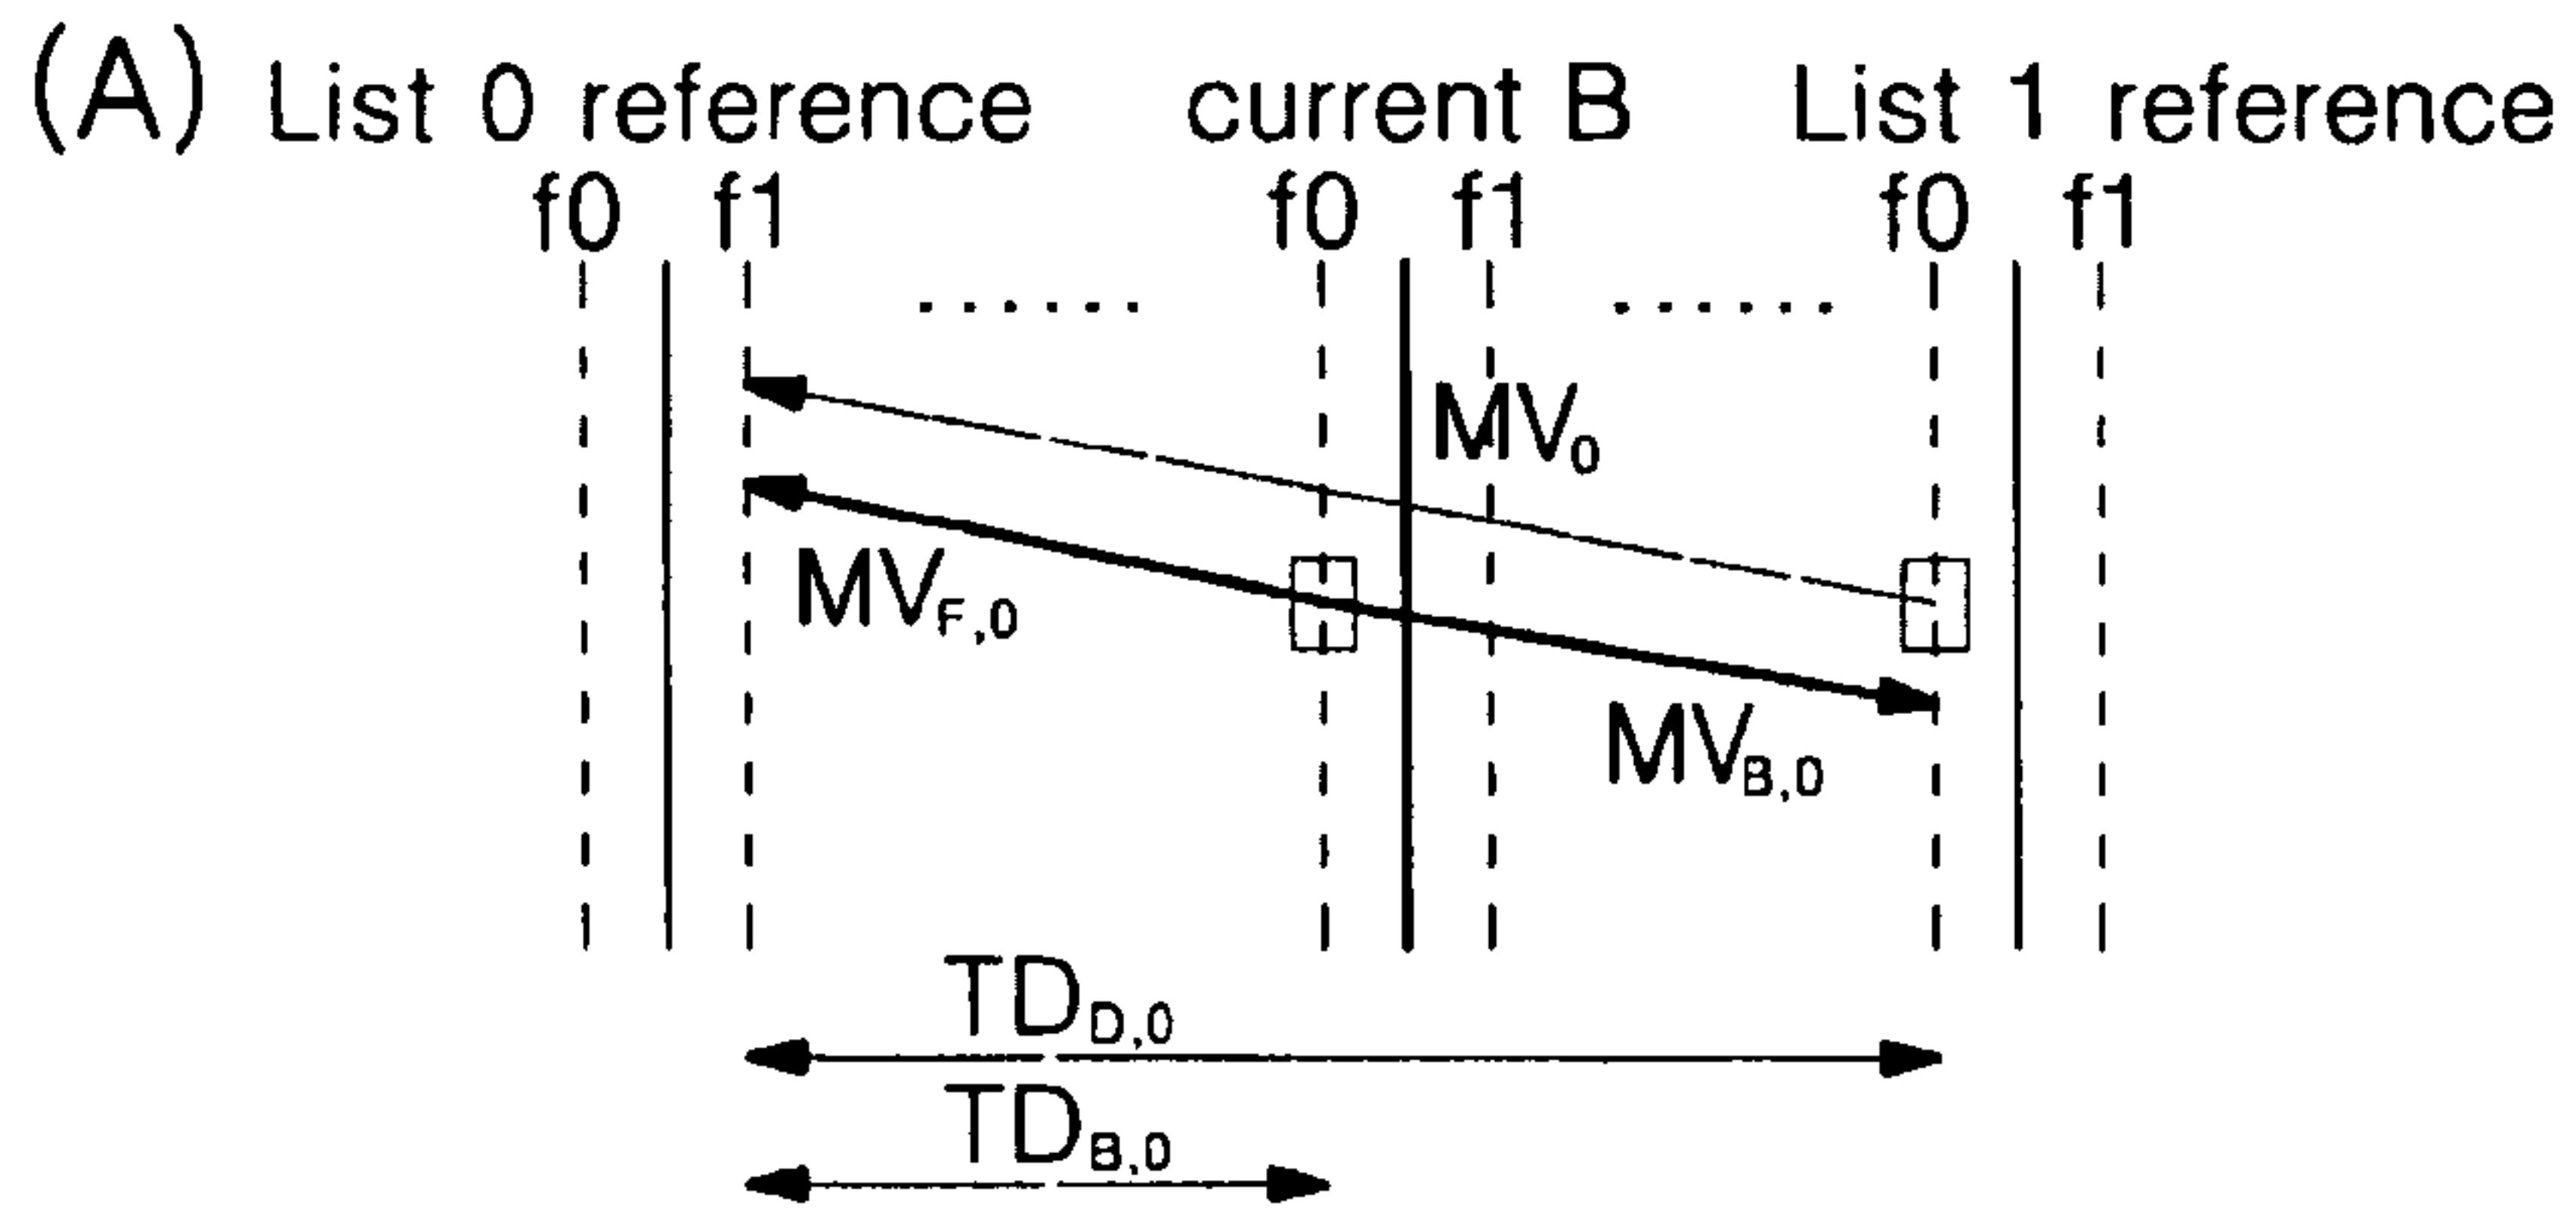 (A) List 0 reference current B List 1 reference
f0 f1 f0 f1 f0 f1
MV0
MVF,0
MVB,0
TDD,0
TDB,0